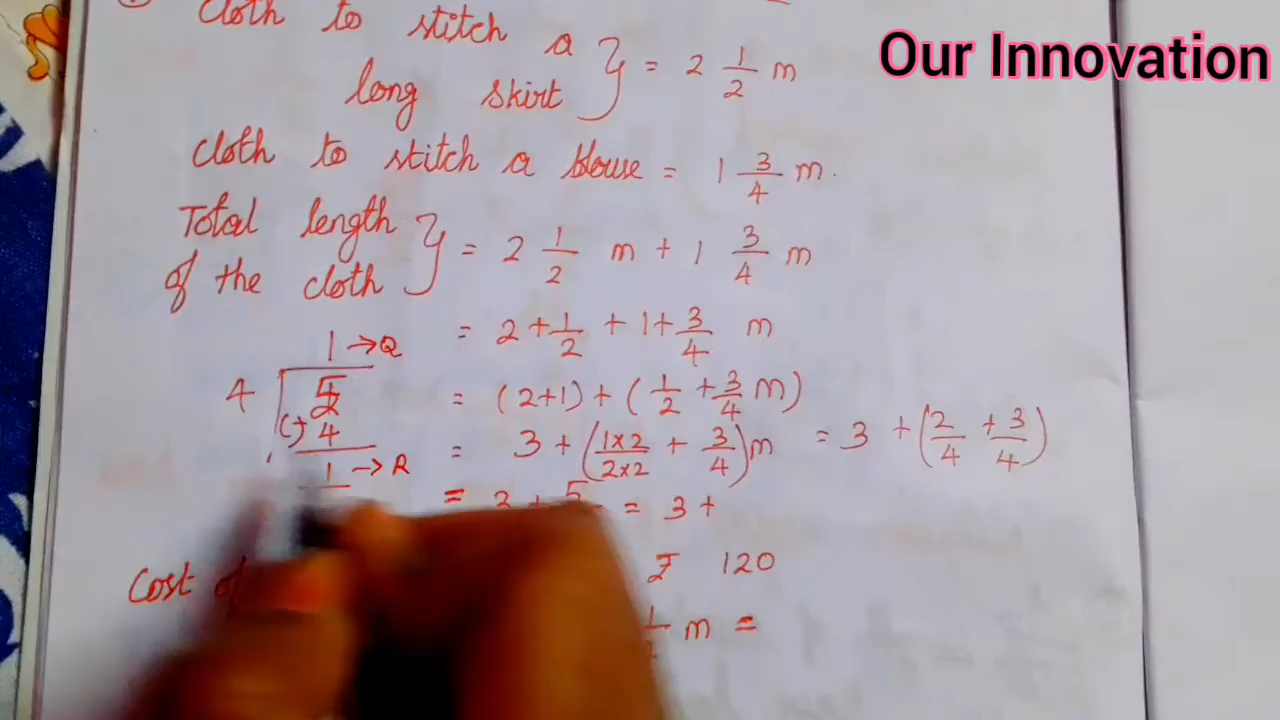 Our Innovation
cloth to stitch a
long skirt } = 2 1/2 m
cloth to stitch a blouse = 1 3/4 m.
Total length
of the cloth } = 2 1/2 m + 1 3/4 m
= 2 + 1/2 + 1 + 3/4 m
1 → Q
4
(-) 4
1 → R
= (2+1) + (1/2 + 3/4 m)
= 3 + (1×2/2×2 + 3/4) m = 3 + (2/4 + 3/4)
= 3 + 5 = 3 +
Cost of ₹ 120
m =